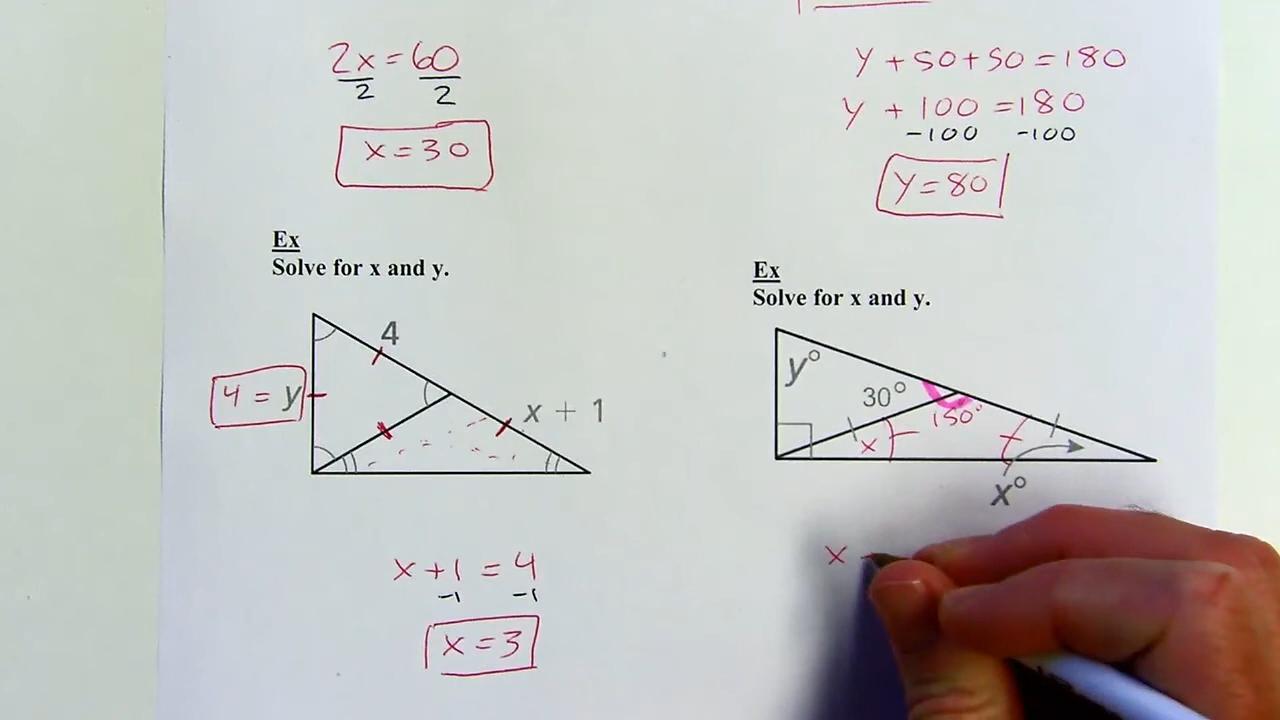 2x = 60
2 2
x = 30
Ex
Solve for x and y.
4
4 = y
x + 1
x + 1 = 4
-1 -1
x = 3
y + 50 + 50 = 180
y + 100 = 180
-100 -100
y = 80
Ex
Solve for x and y.
y°
30°
150°
x
x°
x